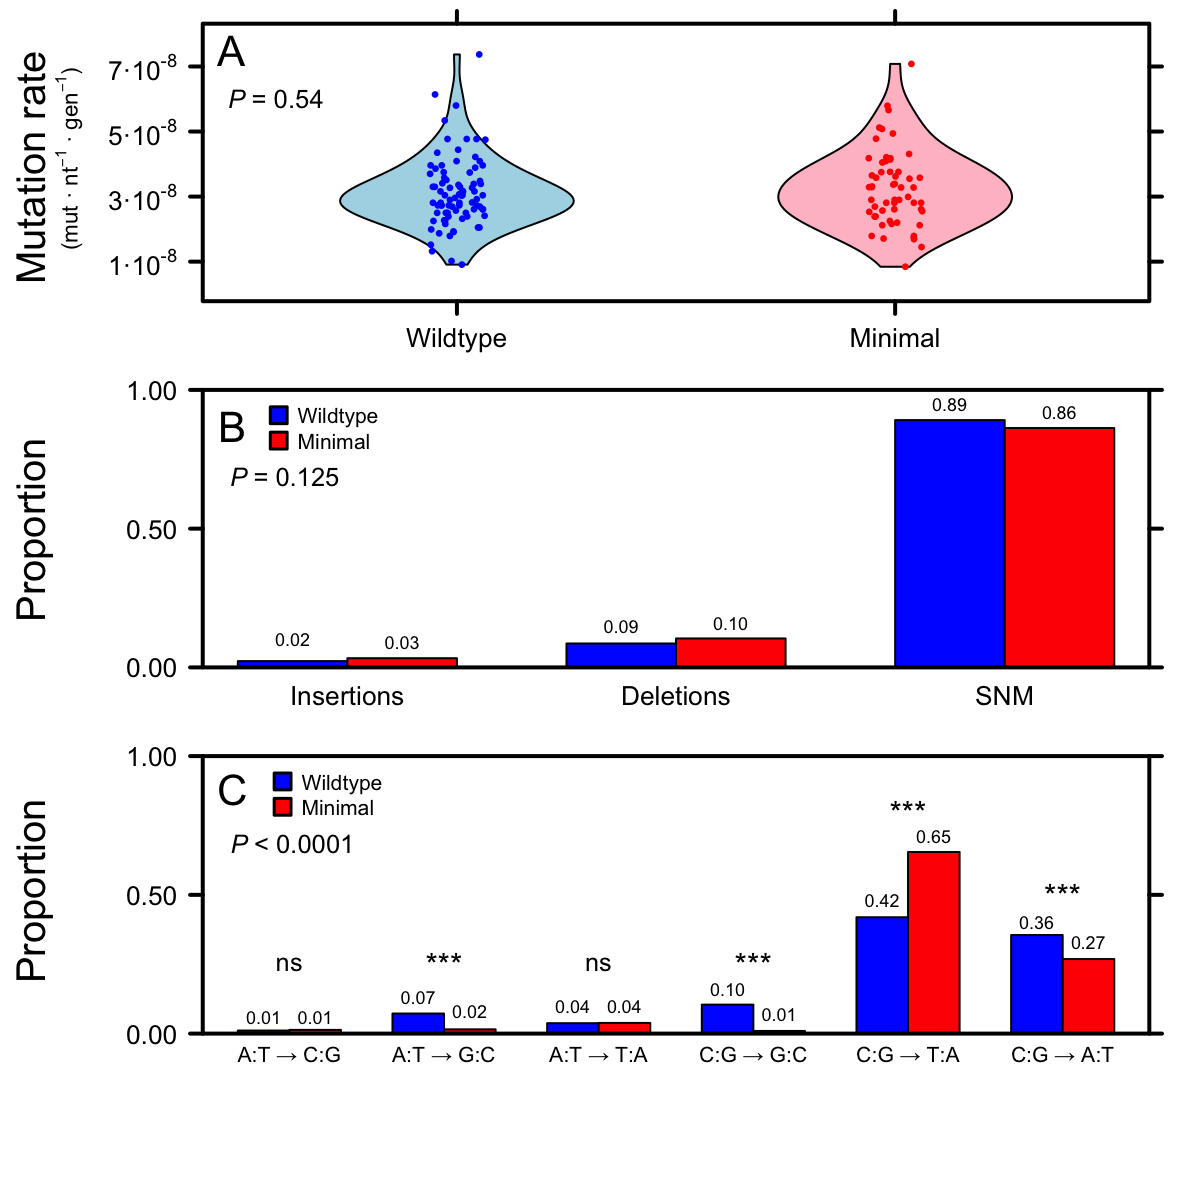 A
P = 0.54
Mutation rate
(mut · nt⁻¹ · gen⁻¹)
7·10⁻⁸
5·10⁻⁸
3·10⁻⁸
1·10⁻⁸
Wildtype Minimal
B
Wildtype
Minimal
P = 0.125
Proportion
1.00
0.50
0.00
0.02 0.03 0.09 0.10 0.89 0.86
Insertions Deletions SNM
C
Wildtype
Minimal
P < 0.0001
Proportion
1.00
0.50
0.00
ns *** ns *** *** ***
0.01 0.01 0.07 0.02 0.04 0.04 0.10 0.01 0.42 0.65 0.36 0.27
A:T → C:G A:T → G:C A:T → T:A C:G → G:C C:G → T:A C:G → A:T